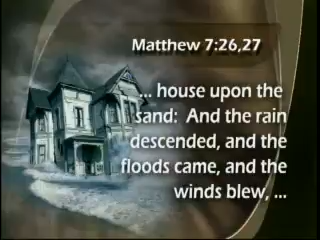 Matthew 7:26,27
... house upon the
sand: And the rain
descended, and the
floods came, and the
winds blew, ...